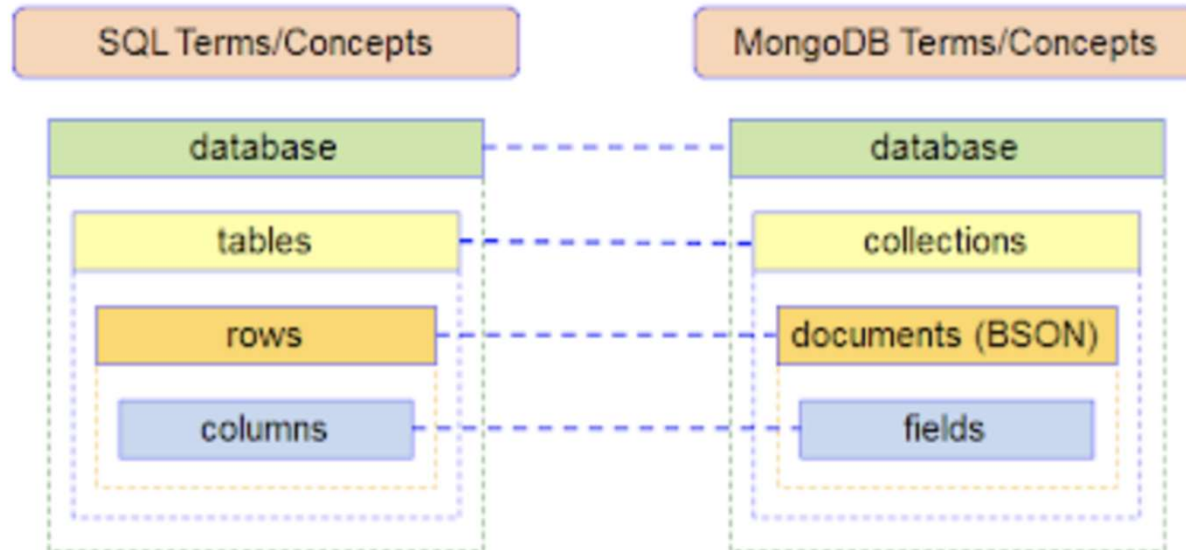 SQL Terms/Concepts
MongoDB Terms/Concepts
database
database
tables
collections
rows
documents (BSON)
columns
fields